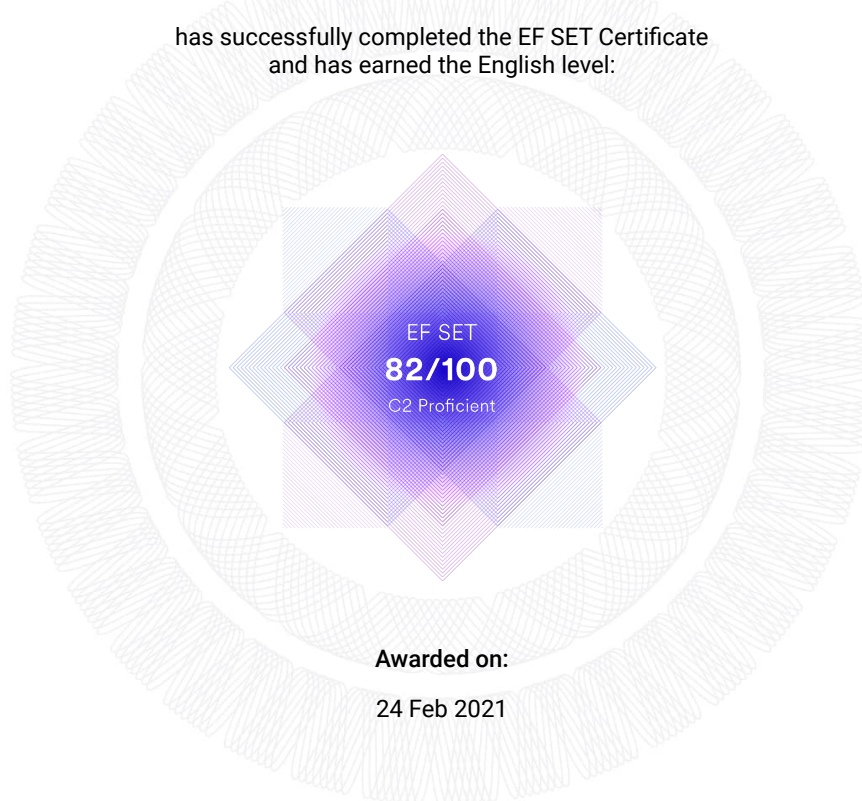 has successfully completed the EF SET Certificate
and has earned the English level:
EF SET
82/100
C2 Proficient
Awarded on:
24 Feb 2021